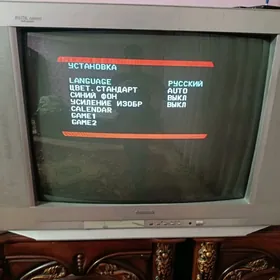 УСТАНОВКА
LANGUAGE РУССКИЙ
ЦВЕТ. СТАНДАРТ AUTO
СИНИЙ ФОН ВЫКЛ
УСИЛЕНИЕ ИЗОБР ВЫКЛ
CALENDAR
GAME1
GAME2